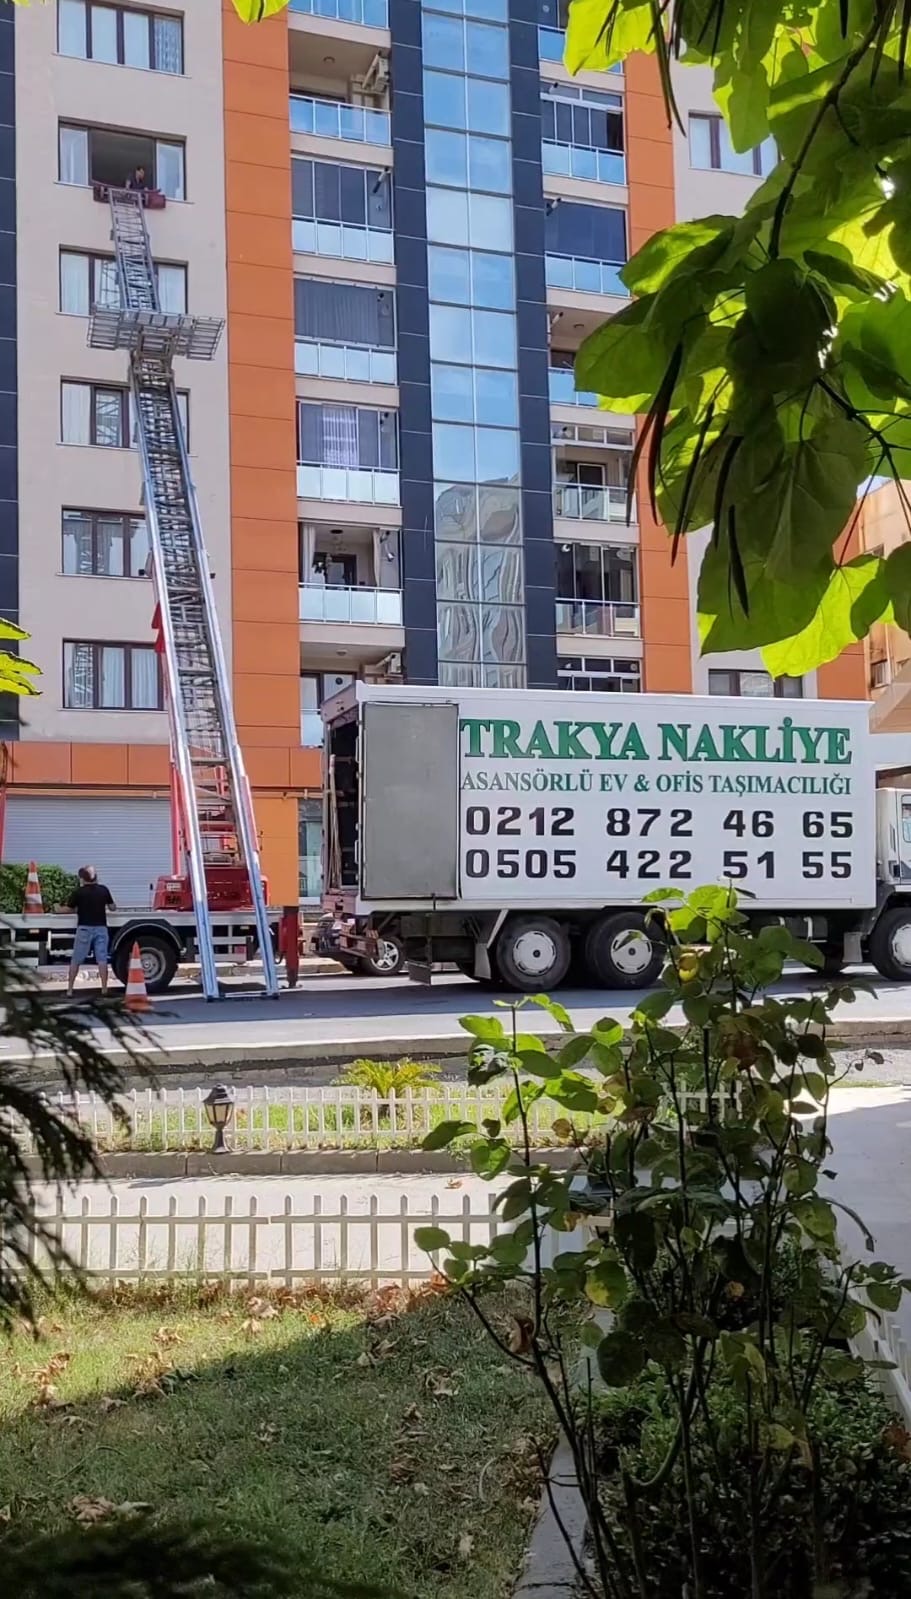 TRAKYA NAKLİYE
ASANSÖRLÜ EV & OFİS TAŞIMACILIĞI
0212 872 46 65
0505 422 51 55